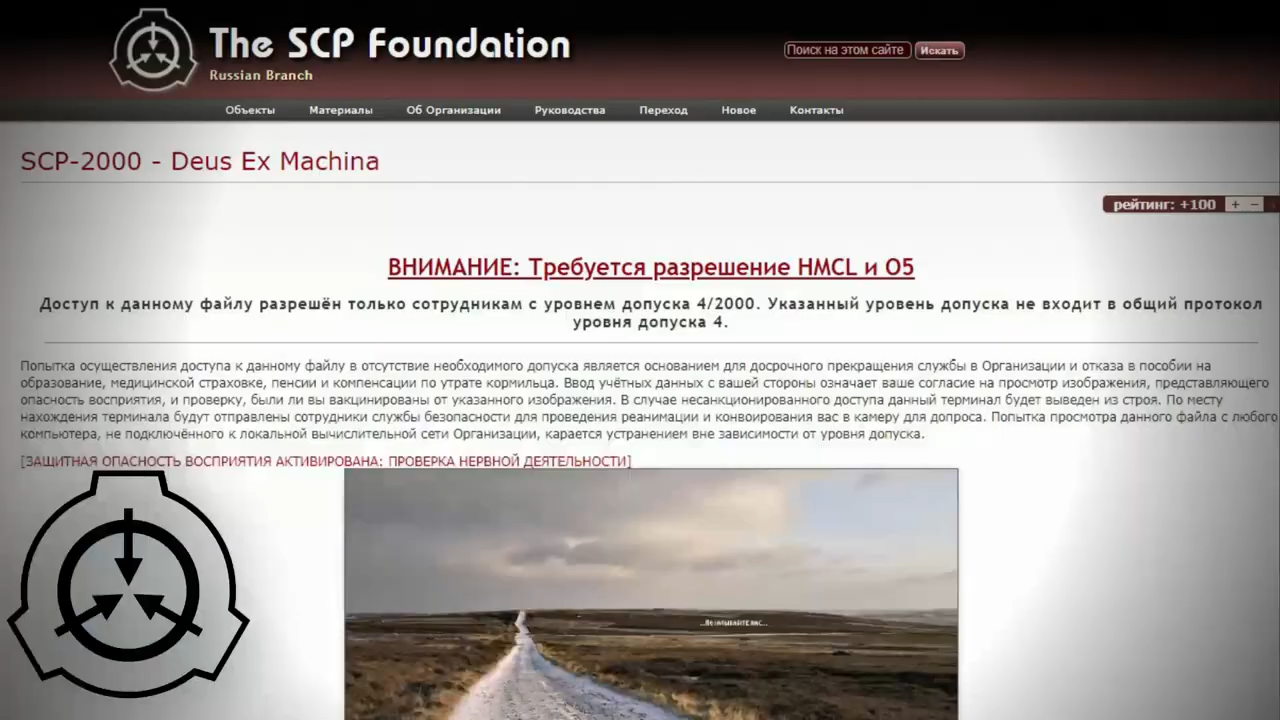 The SCP Foundation
Russian Branch
Поиск на этом сайте
Искать
Объекты Материалы Об Организации Руководства Переход Новое Контакты
SCP-2000 - Deus Ex Machina
рейтинг: +100 + −
ВНИМАНИЕ: Требуется разрешение HMCL и O5
Доступ к данному файлу разрешён только сотрудникам с уровнем допуска 4/2000. Указанный уровень допуска не входит в общий протокол
уровня допуска 4.
Попытка осуществления доступа к данному файлу в отсутствие необходимого допуска является основанием для досрочного прекращения службы в Организации и отказа в пособии на
образование, медицинской страховке, пенсии и компенсации по утрате кормильца. Ввод учётных данных с вашей стороны означает ваше согласие на просмотр изображения, представляющего
опасность восприятия, и проверку, были ли вы вакцинированы от указанного изображения. В случае несанкционированного доступа данный терминал будет выведен из строя. По месту
нахождения терминала будут отправлены сотрудники службы безопасности для проведения реанимации и конвоирования вас в камеру для допроса. Попытка просмотра данного файла с любого
компьютера, не подключённого к локальной вычислительной сети Организации, карается устранением вне зависимости от уровня допуска.
[ЗАЩИТНАЯ ОПАСНОСТЬ ВОСПРИЯТИЯ АКТИВИРОВАНА: ПРОВЕРКА НЕРВНОЙ ДЕЯТЕЛЬНОСТИ]